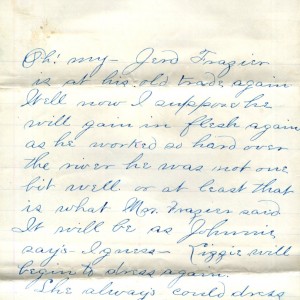 Oh! my - Jerd Frazier
is at his old trade again
Well now I suppose he
will gain in flesh again
as he worked so hard over
the river he was not one
bit well. or at least that
is what Mrs. Frazier said
It will be as Johnnie
says - I guess - Lizzie will
begin to dress again.
She always could dress